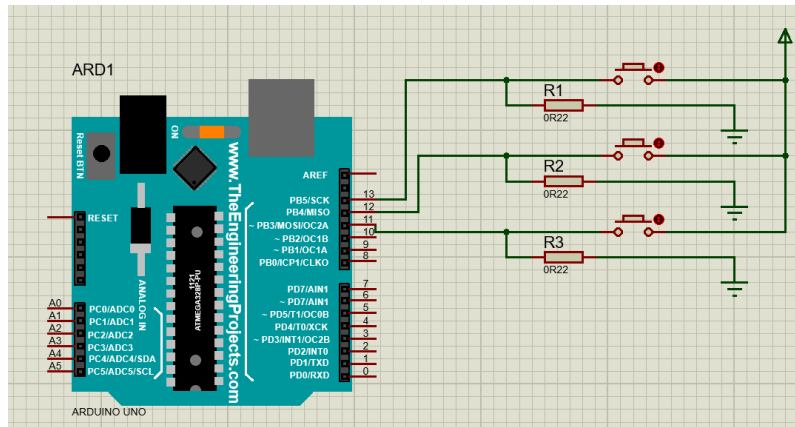 ARD1
Reset BTN
ON
www.TheEngineeringProjects.com
ANALOG IN
1121
ATMEGA328P-PU
RESET
AREF
PB5/SCK 13
PB4/MISO 12
~ PB3/MOSI/OC2A 11
~ PB2/OC1B 10
~ PB1/OC1A 9
PB0/ICP1/CLKO 8
PD7/AIN1 7
~ PD7/AIN1 6
~ PD5/T1/OC0B 5
PD4/T0/XCK 4
~ PD3/INT1/OC2B 3
PD2/INT0 2
PD1/TXD 1
PD0/RXD 0
A0 PC0/ADC0
A1 PC1/ADC1
A2 PC2/ADC2
A3 PC3/ADC3
A4 PC4/ADC4/SDA
A5 PC5/ADC5/SCL
ARDUINO UNO
R1
0R22
R2
0R22
R3
0R22